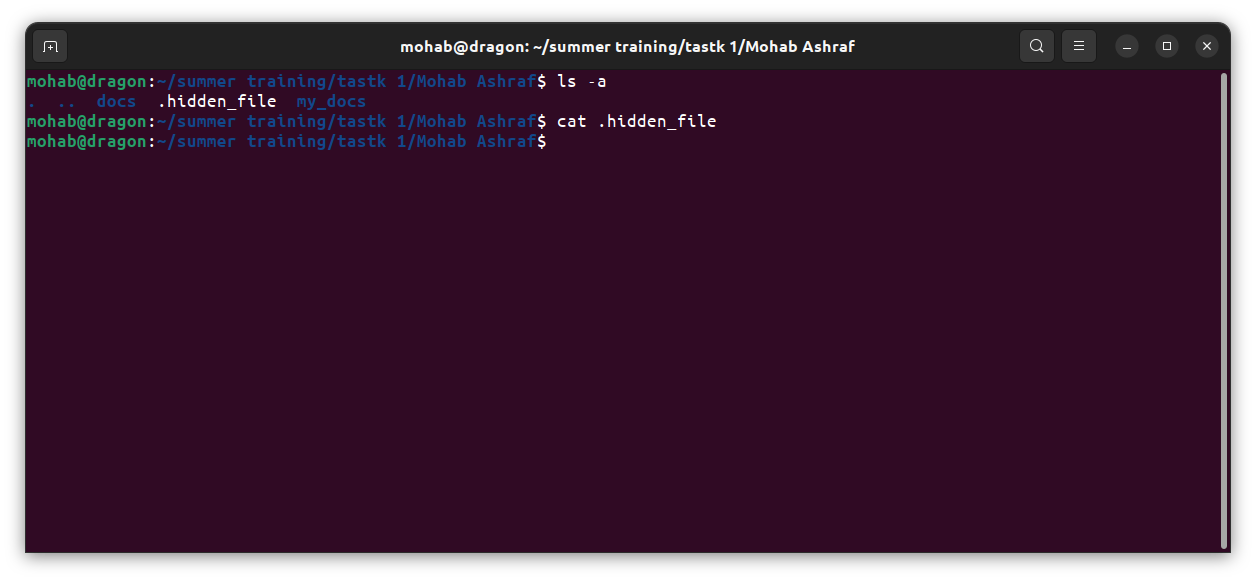 mohab@dragon: ~/summer training/tastk 1/Mohab Ashraf
mohab@dragon:~/summer training/tastk 1/Mohab Ashraf$ ls -a
.  ..  docs  .hidden_file  my_docs
mohab@dragon:~/summer training/tastk 1/Mohab Ashraf$ cat .hidden_file
mohab@dragon:~/summer training/tastk 1/Mohab Ashraf$